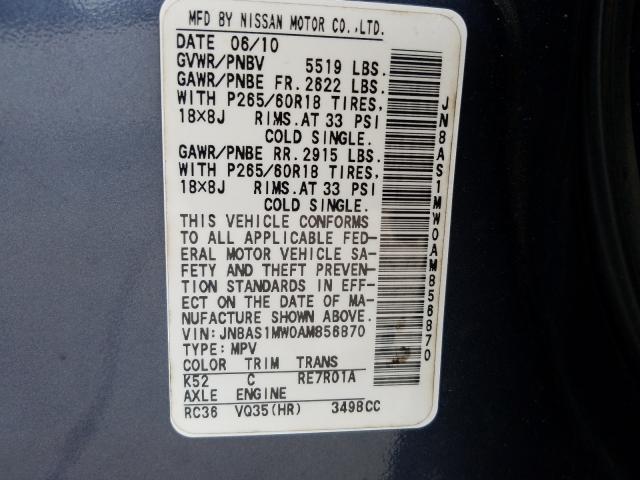 MFD BY NISSAN MOTOR CO.,LTD.
DATE 06/10
GVWR/PNBV 5519 LBS.
GAWR/PNBE FR. 2622 LBS.
WITH P265/60R18 TIRES,
18X8J RIMS. AT 33 PSI
COLD SINGLE.
GAWR/PNBE RR. 2915 LBS.
WITH P265/60R18 TIRES,
18X8J RIMS. AT 33 PSI
COLD SINGLE.
THIS VEHICLE CONFORMS
TO ALL APPLICABLE FED-
ERAL MOTOR VEHICLE SA-
FETY AND THEFT PREVEN-
TION STANDARDS IN EFF-
ECT ON THE DATE OF MA-
NUFACTURE SHOWN ABOVE.
VIN: JN8AS1MW0AM856870
TYPE: MPV
COLOR TRIM TRANS
K52 C RE7R01A
AXLE ENGINE
RC36 VQ35(HR) 3498CC
JN8AS1MW0AM856870